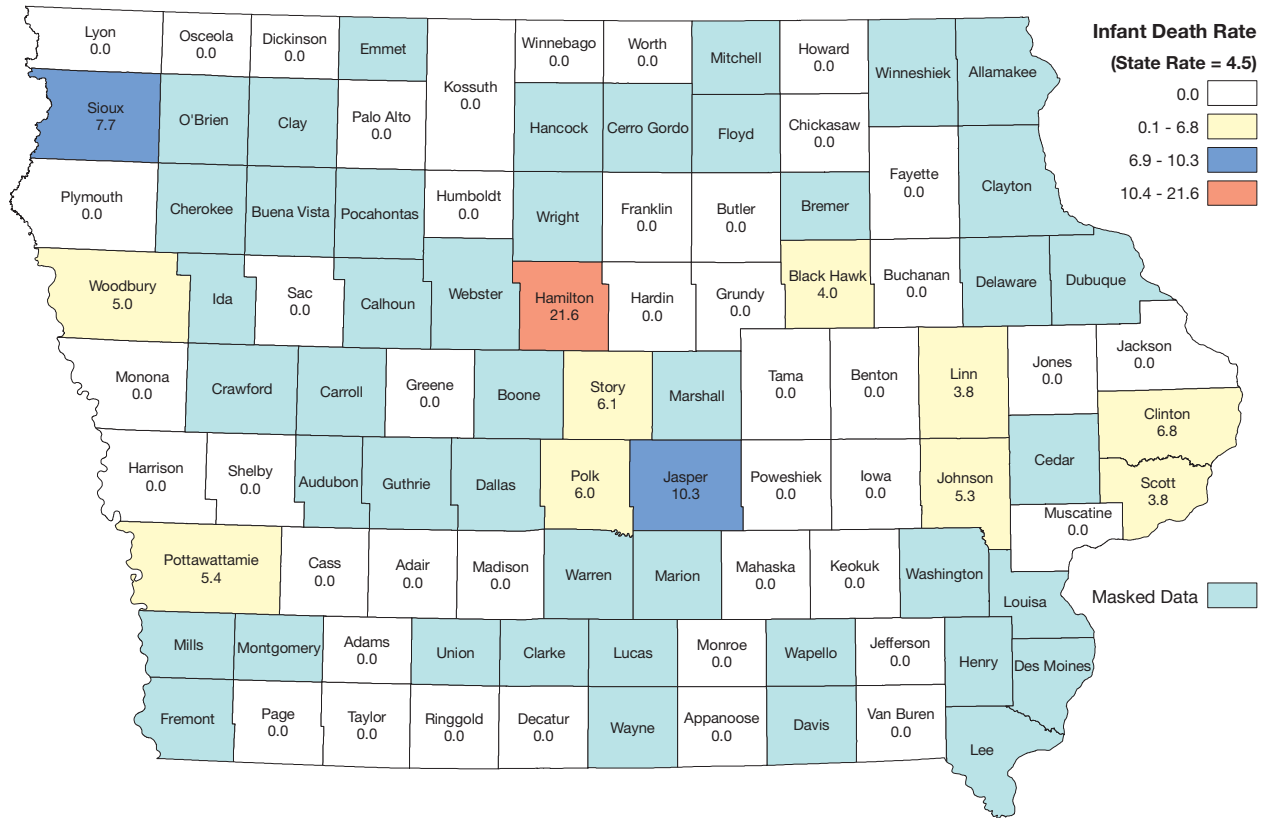 Infant Death Rate
(State Rate = 4.5)
0.0
0.1 - 6.8
6.9 - 10.3
10.4 - 21.6
Masked Data
Lyon
0.0
Osceola
0.0
Dickinson
0.0
Emmet
Kossuth
0.0
Winnebago
0.0
Worth
0.0
Mitchell
Howard
0.0
Winneshiek
Allamakee
Sioux
7.7
O'Brien
Clay
Palo Alto
0.0
Hancock
Cerro Gordo
Floyd
Chickasaw
0.0
Fayette
0.0
Clayton
Plymouth
0.0
Cherokee
Buena Vista
Pocahontas
Humboldt
0.0
Wright
Franklin
0.0
Butler
0.0
Bremer
Woodbury
5.0
Ida
Sac
0.0
Calhoun
Webster
Hamilton
21.6
Hardin
0.0
Grundy
0.0
Black Hawk
4.0
Buchanan
0.0
Delaware
Dubuque
Monona
0.0
Crawford
Carroll
Greene
0.0
Boone
Story
6.1
Marshall
Tama
0.0
Benton
0.0
Linn
3.8
Jones
0.0
Jackson
0.0
Clinton
6.8
Harrison
0.0
Shelby
0.0
Audubon
Guthrie
Dallas
Polk
6.0
Jasper
10.3
Poweshiek
0.0
Iowa
0.0
Johnson
5.3
Cedar
Scott
3.8
Muscatine
0.0
Pottawattamie
5.4
Cass
0.0
Adair
0.0
Madison
0.0
Warren
Marion
Mahaska
0.0
Keokuk
0.0
Washington
Louisa
Mills
Montgomery
Adams
0.0
Union
Clarke
Lucas
Monroe
0.0
Wapello
Jefferson
0.0
Henry
Des Moines
Fremont
Page
0.0
Taylor
0.0
Ringgold
0.0
Decatur
0.0
Wayne
Appanoose
0.0
Davis
Van Buren
0.0
Lee